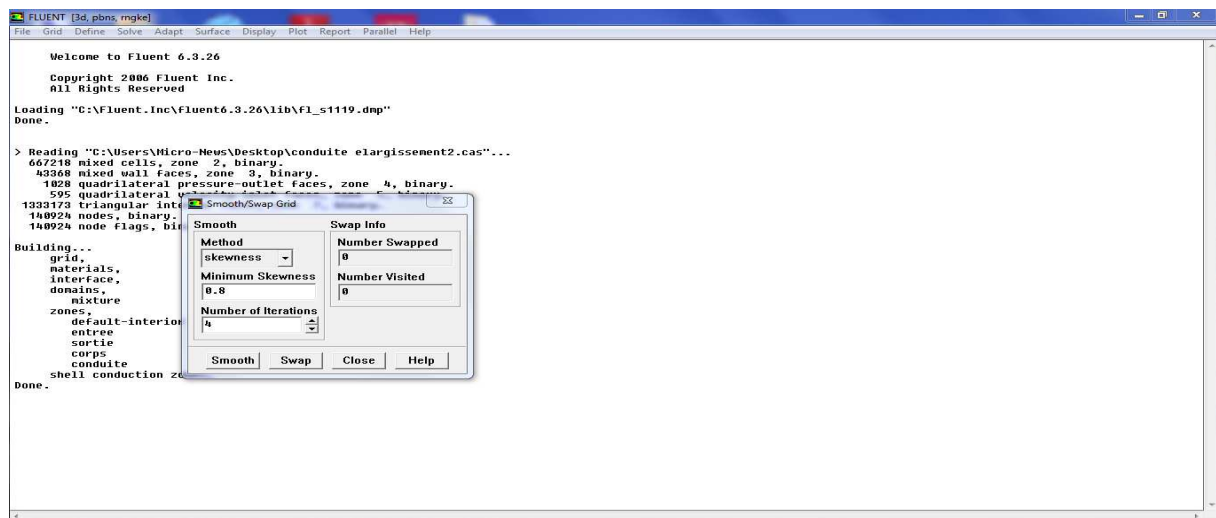 FLUENT [3d, pbns, rngke]
File Grid Define Solve Adapt Surface Display Plot Report Parallel Help
Welcome to Fluent 6.3.26
Copyright 2006 Fluent Inc.
All Rights Reserved
Loading "C:\Fluent.Inc\fluent6.3.26\lib\fl_s1119.dmp"
Done.
> Reading "C:\Users\Micro-News\Desktop\conduite elargissement2.cas"...
667218 mixed cells, zone 2, binary.
43368 mixed wall faces, zone 3, binary.
1028 quadrilateral pressure-outlet faces, zone 4, binary.
595 quadrilateral
1333173 triangular
140924 nodes, binary.
140924 node flags,
Building...
grid,
materials,
interface,
domains,
mixture
zones,
default-interior
entree
sortie
corps
conduite
shell conduction
Done.
Smooth/Swap Grid
Smooth
Method
skewness
Minimum Skewness
0.8
Number of Iterations
4
Swap Info
Number Swapped
0
Number Visited
0
Smooth Swap Close Help